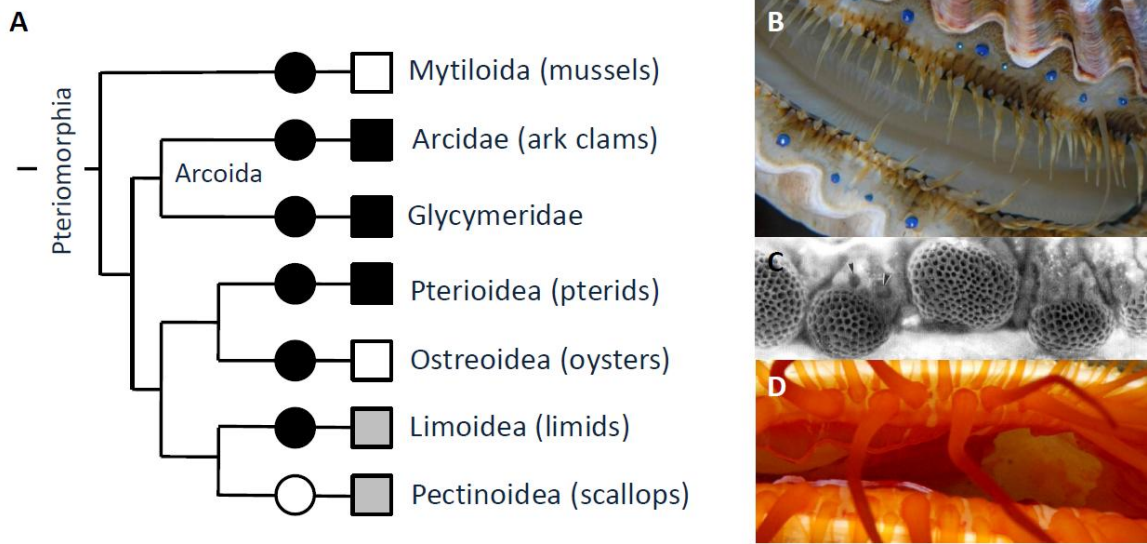 A
Pteriomorphia
Mytiloida (mussels)
Arcidae (ark clams)
Arcoida
Glycymeridae
Pterioidea (pterids)
Ostreoidea (oysters)
Limoidea (limids)
Pectinoidea (scallops)
B
C
D